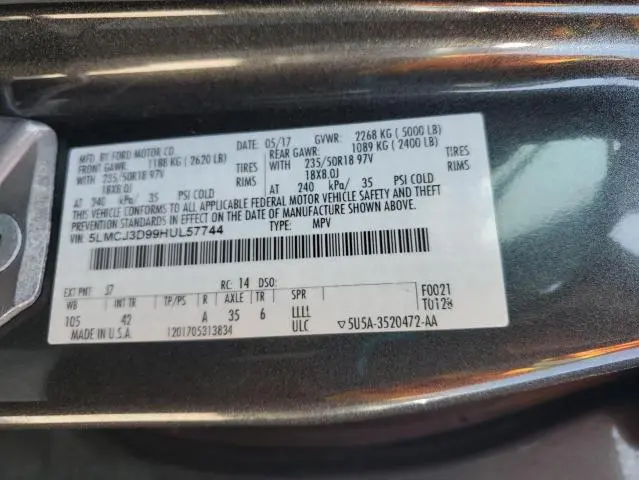 MFD. BY FORD MOTOR CO.
05/17 GVWR: 2268 KG ( 5000 LB)
FRONT GAWR: 1188 KG ( 2620 LB)
REAR GAWR: 1089 KG ( 2400 LB)
WITH 235/50R18 97V TIRES
WITH 235/50R18 97V TIRES
18X8.0J RIMS
18X8.0J RIMS
AT 240 kPa/ 35 PSI COLD
AT 240 kPa/ 35 PSI COLD
THIS VEHICLE CONFORMS TO ALL APPLICABLE FEDERAL MOTOR VEHICLE SAFETY AND THEFT
PREVENTION STANDARDS IN EFFECT ON THE DATE OF MANUFACTURE SHOWN ABOVE.
VIN: 5LMCJ3D99HUL57744 TYPE: MPV
EXT PNT: J7 RC: 14 DSO: F0021
WB INT TR TP/PS R AXLE TR SPR T0128
105 42 A 35 6 LLLL
MADE IN U.S.A. 1201705313834 ULC 5U5A-3520472-AA